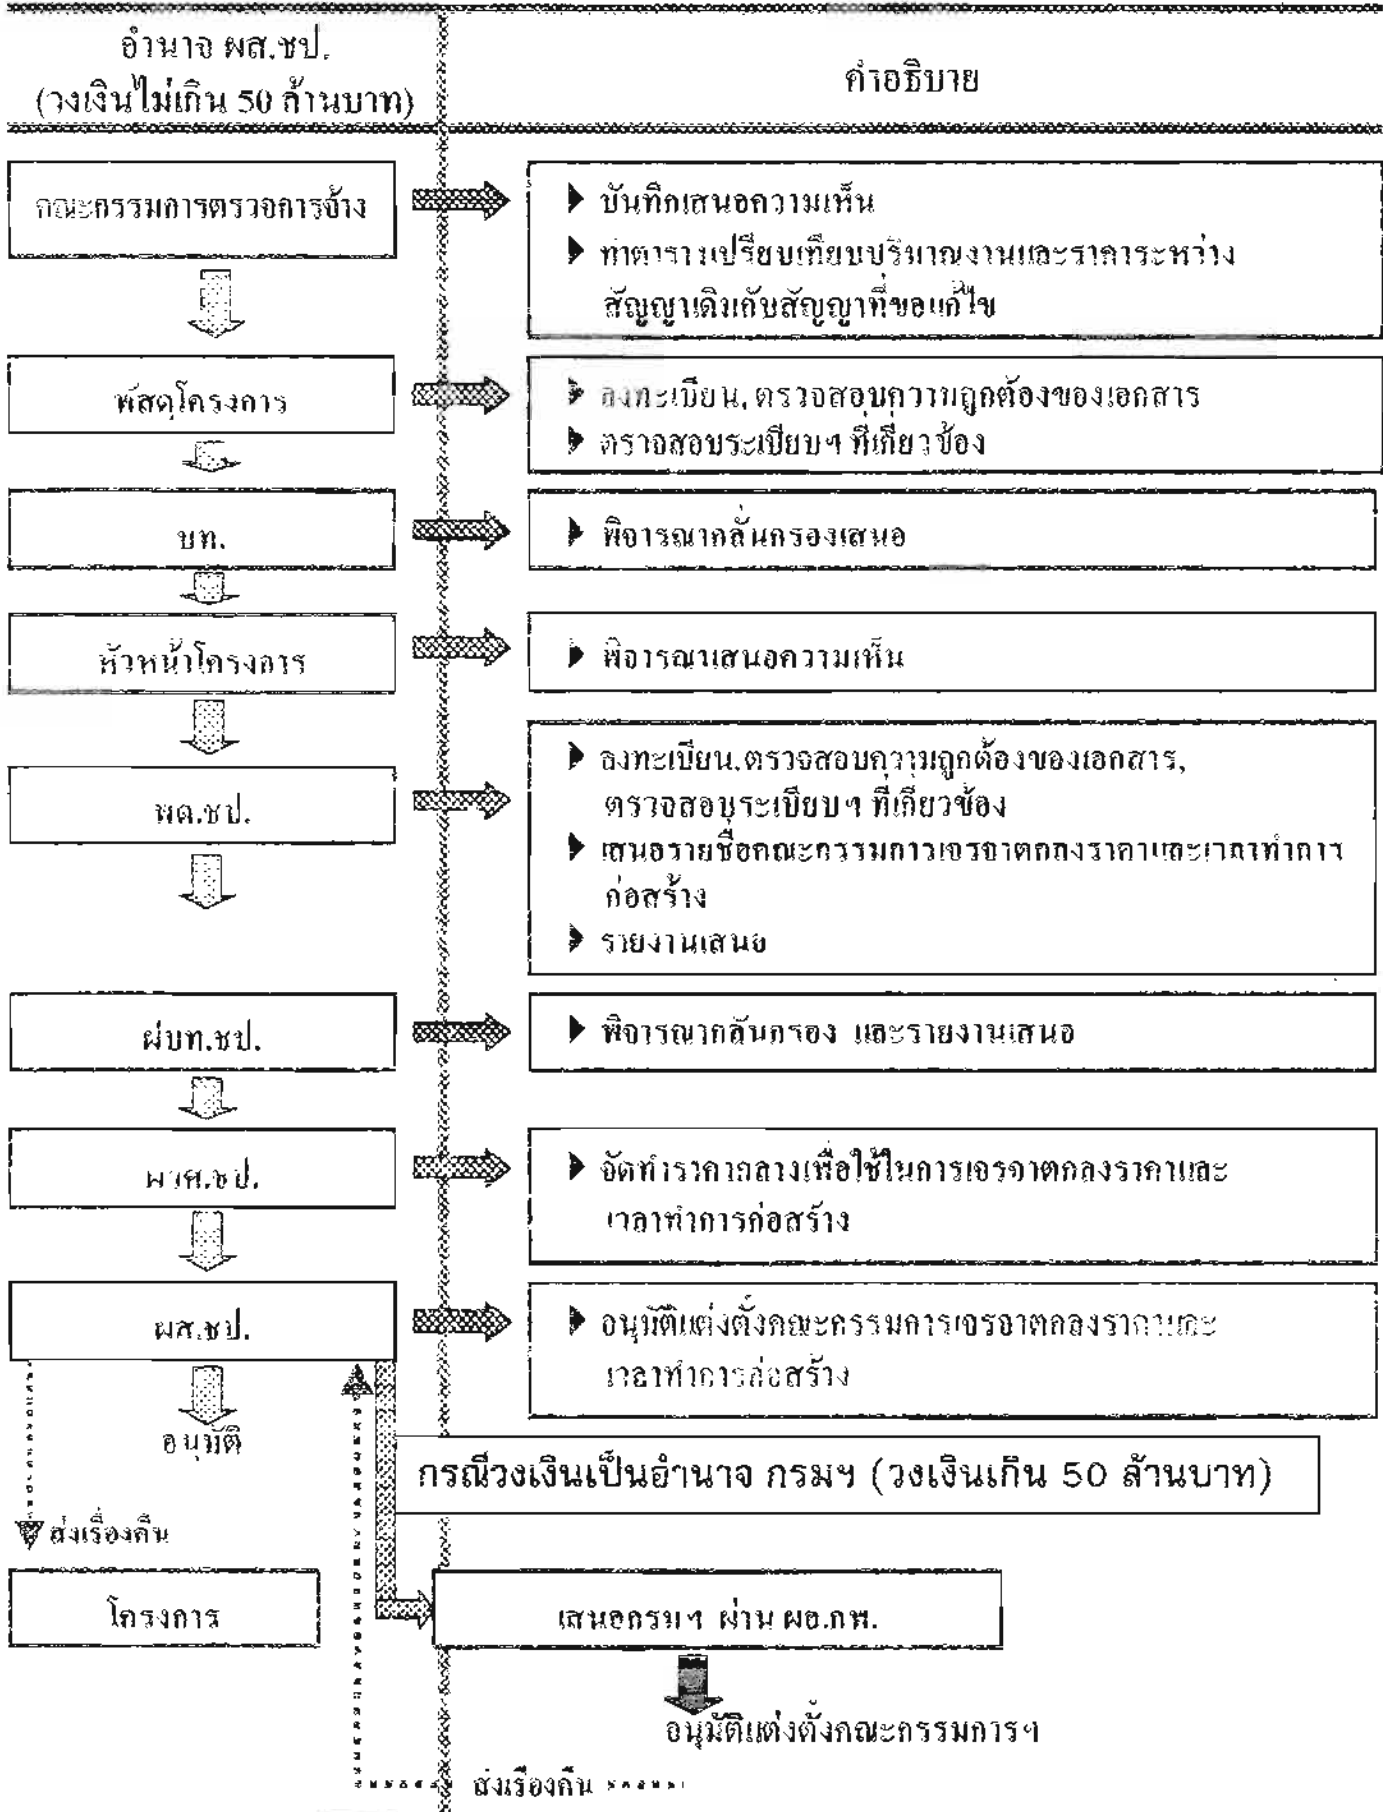 อำนาจ ผส.ชป.
(วงเงินไม่เกิน 50 ล้านบาท)
คำอธิบาย
คณะกรรมการตรวจการจ้าง
บันทึกเสนอความเห็น
ทำตารางเปรียบเทียบปริมาณงานและราคาระหว่าง
สัญญาเดิมกับสัญญาที่ขอแก้ไข
พัสดุโครงการ
ลงทะเบียน, ตรวจสอบความถูกต้องของเอกสาร
ตรวจสอบระเบียบฯ ที่เกี่ยวข้อง
บท.
พิจารณากลั่นกรองเสนอ
หัวหน้าโครงการ
พิจารณาเสนอความเห็น
พด.ชป.
ลงทะเบียน,ตรวจสอบความถูกต้องของเอกสาร,
ตรวจสอบระเบียบฯ ที่เกี่ยวข้อง
เสนอรายชื่อคณะกรรมการเจรจาตกลงราคาและเวลาทำการ
ก่อสร้าง
รายงานเสนอ
ผบท.ชป.
พิจารณากลั่นกรอง และรายงานเสนอ
ผวศ.ชป.
จัดทำราคากลางเพื่อใช้ในการเจรจาตกลงราคาและ
เวลาทำการก่อสร้าง
ผส.ชป.
อนุมัติแต่งตั้งคณะกรรมการเจรจาตกลงราคาและ
เวลาทำการก่อสร้าง
อนุมัติ
กรณีวงเงินเป็นอำนาจ กรมฯ (วงเงินเกิน 50 ล้านบาท)
ส่งเรื่องคืน
โครงการ
เสนอกรมฯ ผ่าน ผอ.กพ.
อนุมัติแต่งตั้งคณะกรรมการฯ
ส่งเรื่องคืน